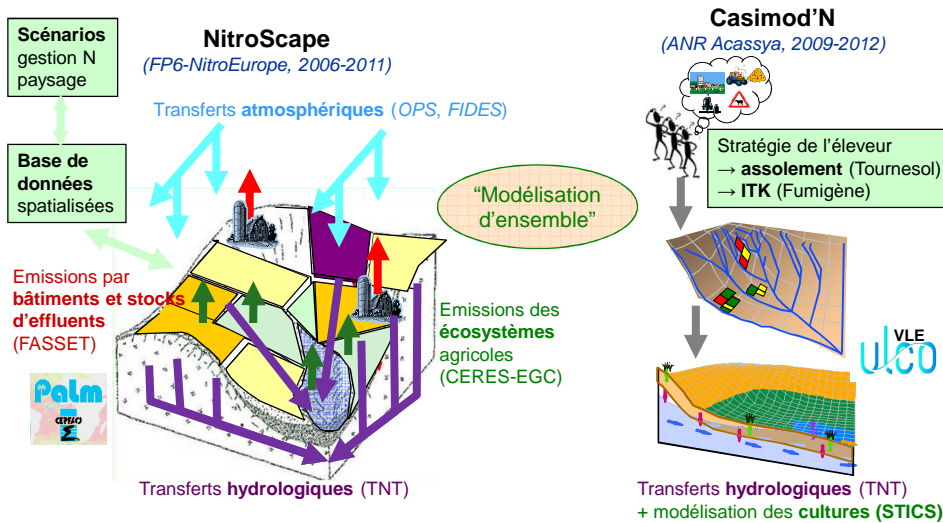 Scénarios
gestion N
paysage
NitroScape
(FP6-NitroEurope, 2006-2011)
Transferts atmosphériques (OPS, FIDES)
Base de
données
spatialisées
“Modélisation
d’ensemble”
Emissions par
bâtiments et stocks
d’effluents
(FASSET)
Emissions des
écosystèmes
agricoles
(CERES-EGC)
Palm
CERFACS
Transferts hydrologiques (TNT)
Casimod’N
(ANR Acassya, 2009-2012)
Stratégie de l’éleveur
→ assolement (Tournesol)
→ ITK (Fumigène)
VLE
ulco
Transferts hydrologiques (TNT)
+ modélisation des cultures (STICS)